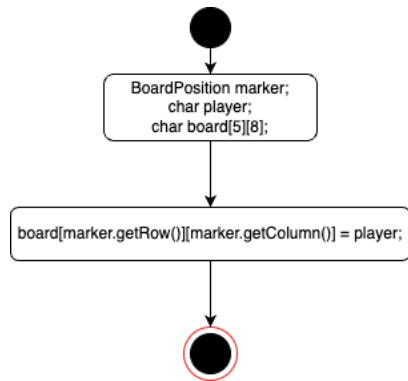 BoardPosition marker;
char player;
char board[5][8];
board[marker.getRow()][marker.getColumn()] = player;